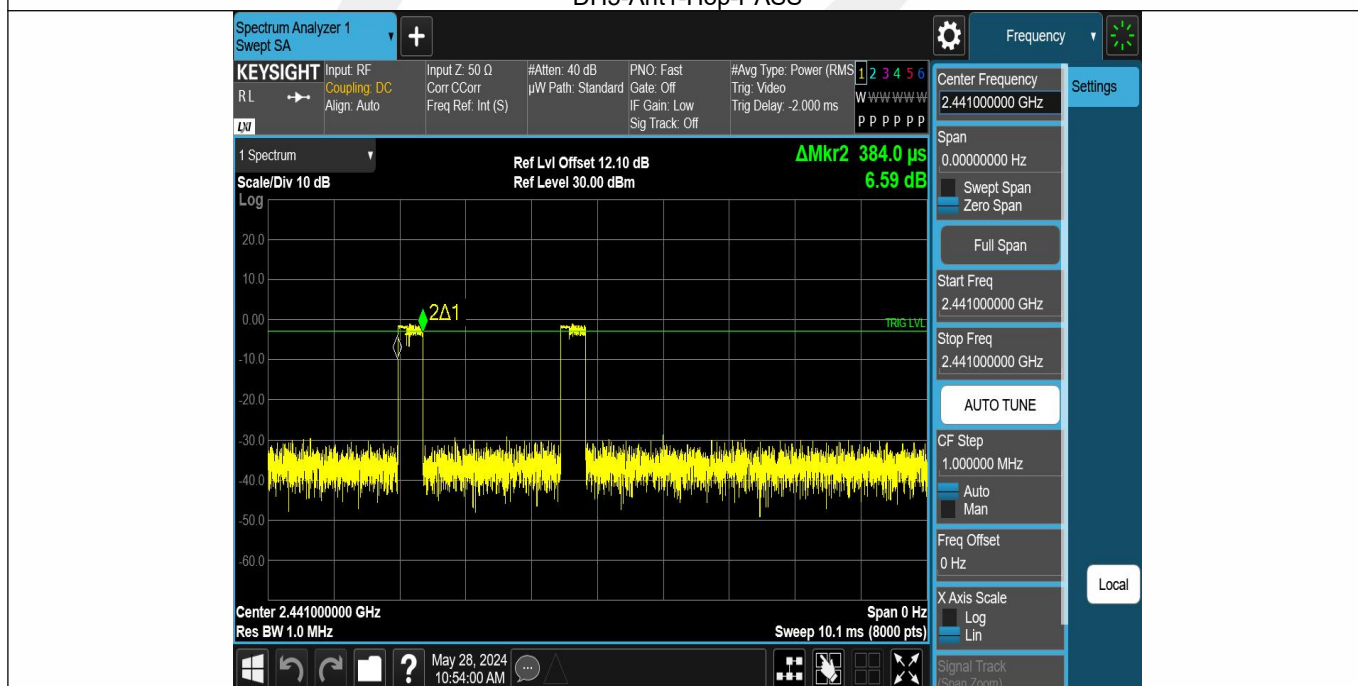 Spectrum Analyzer 1
Swept SA
+
Frequency
KEYSIGHT
RL
LXI
Input: RF
Coupling: DC
Align: Auto
Input Z: 50 Ω
Corr CCorr
Freq Ref: Int (S)
#Atten: 40 dB
µW Path: Standard
PNO: Fast
Gate: Off
IF Gain: Low
Sig Track: Off
#Avg Type: Power (RMS
Trig: Video
Trig Delay: -2.000 ms
1 2 3 4 5 6
W W W W W W
P P P P P P
1 Spectrum
Scale/Div 10 dB
Log
Ref Lvl Offset 12.10 dB
Ref Level 30.00 dBm
ΔMkr2 384.0 µs
6.59 dB
20.0
10.0
0.00
-10.0
-20.0
-30.0
-40.0
-50.0
-60.0
2Δ1
TRIG LVL
Center 2.441000000 GHz
Res BW 1.0 MHz
Span 0 Hz
Sweep 10.1 ms (8000 pts)
?
May 28, 2024
10:54:00 AM
Center Frequency
2.441000000 GHz
Settings
Span
0.00000000 Hz
Swept Span
Zero Span
Full Span
Start Freq
2.441000000 GHz
Stop Freq
2.441000000 GHz
AUTO TUNE
CF Step
1.000000 MHz
Auto
Man
Freq Offset
0 Hz
X Axis Scale
Log
Lin
Local
Signal Track
(Span Zoom)